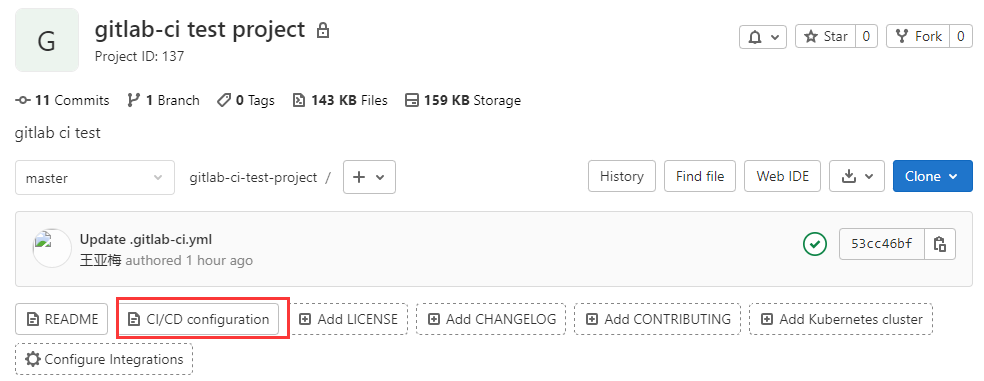 G
gitlab-ci test project
Project ID: 137
Star 0 Fork 0
11 Commits 1 Branch 0 Tags 143 KB Files 159 KB Storage
gitlab ci test
master gitlab-ci-test-project / History Find file Web IDE Clone
Update .gitlab-ci.yml
王亚梅 authored 1 hour ago
53cc46bf
README CI/CD configuration Add LICENSE Add CHANGELOG Add CONTRIBUTING Add Kubernetes cluster
Configure Integrations